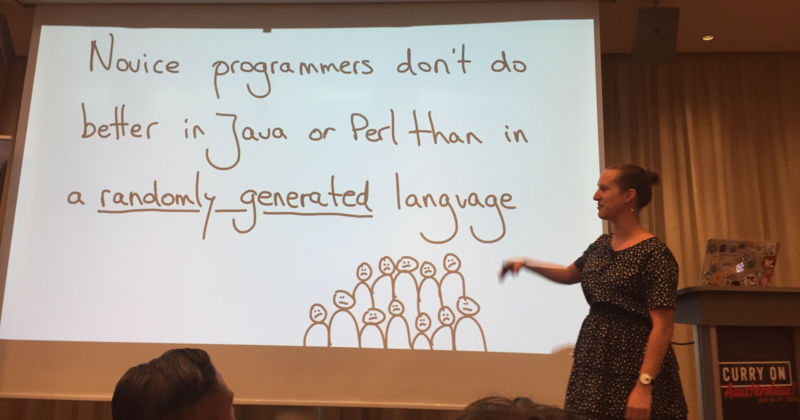 Novice programmers don't do
better in Java or Perl than in
a randomly generated language
CURRY ON
Amsterdam!